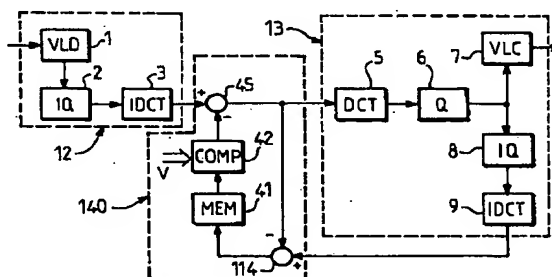 13
VLD 1
VLC 7
2 3 5 6
IQ IDCT + 45 DCT Q
-
12
COMP 42 IQ 8
V
140 MEM 41 IDCT 9
- +
114